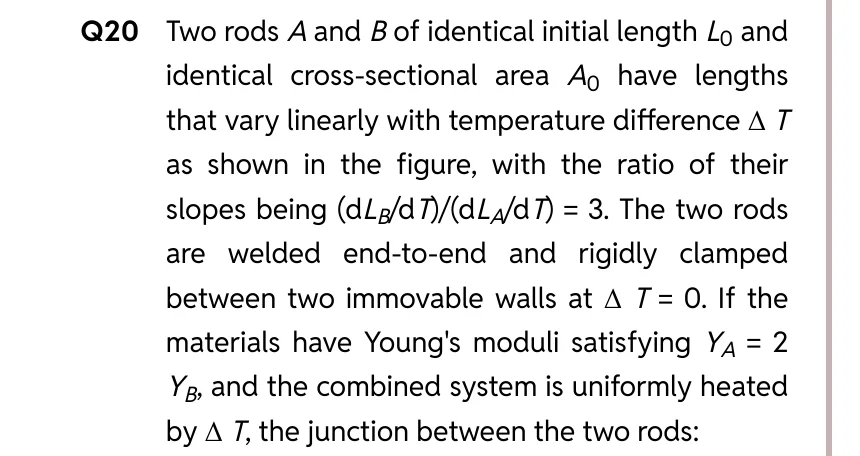 Q20 Two rods A and B of identical initial length L₀ and
identical cross-sectional area A₀ have lengths
that vary linearly with temperature difference Δ T
as shown in the figure, with the ratio of their
slopes being (dL_B/dT)/(dL_A/dT) = 3. The two rods
are welded end-to-end and rigidly clamped
between two immovable walls at Δ T = 0. If the
materials have Young's moduli satisfying Y_A = 2
Y_B, and the combined system is uniformly heated
by Δ T, the junction between the two rods: